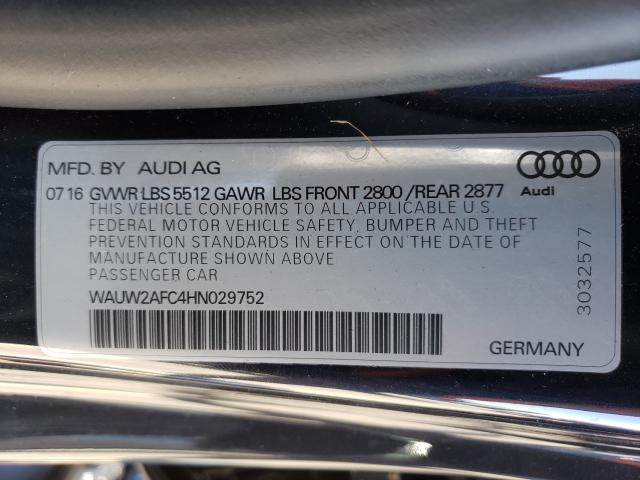 MFD. BY AUDI AG
07 16 GVWR LBS 5512 GAWR LBS FRONT 2800 /REAR 2877
THIS VEHICLE CONFORMS TO ALL APPLICABLE U.S.
FEDERAL MOTOR VEHICLE SAFETY, BUMPER AND THEFT
PREVENTION STANDARDS IN EFFECT ON THE DATE OF
MANUFACTURE SHOWN ABOVE
PASSENGER CAR
WAUW2AFC4HN029752
Audi
3032577
GERMANY